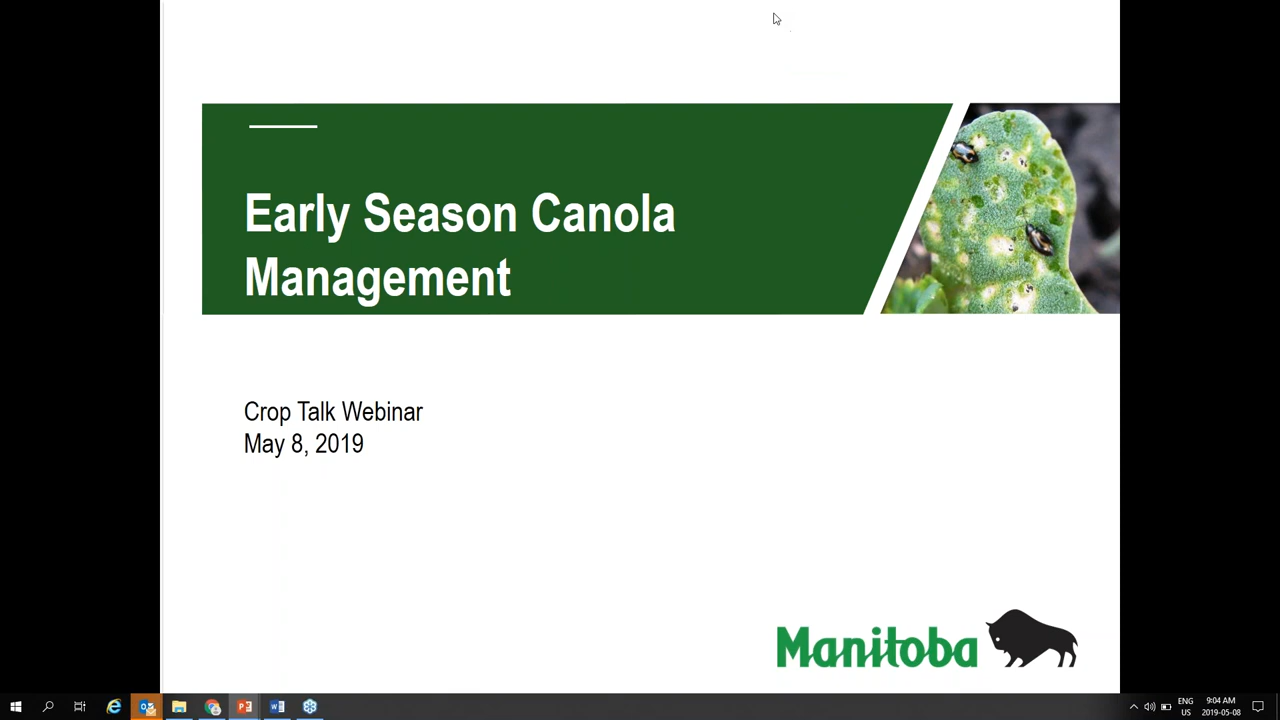 Early Season Canola
Management
Crop Talk Webinar
May 8, 2019
Manitoba
ENG
US
9:04 AM
2019-05-08